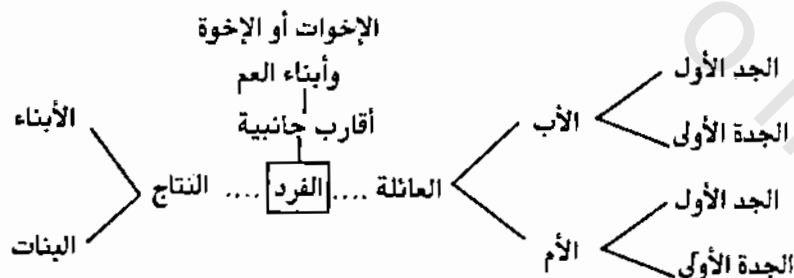 الإخوات أو الإخوة
وأبناء العم
أقارب جانبية
الجد الأول
الأب
الجدة الأولى
الأبناء
العائلة .... الفرد .... النتاج
الجد الأول
الأم
الجدة الأولى
البنات